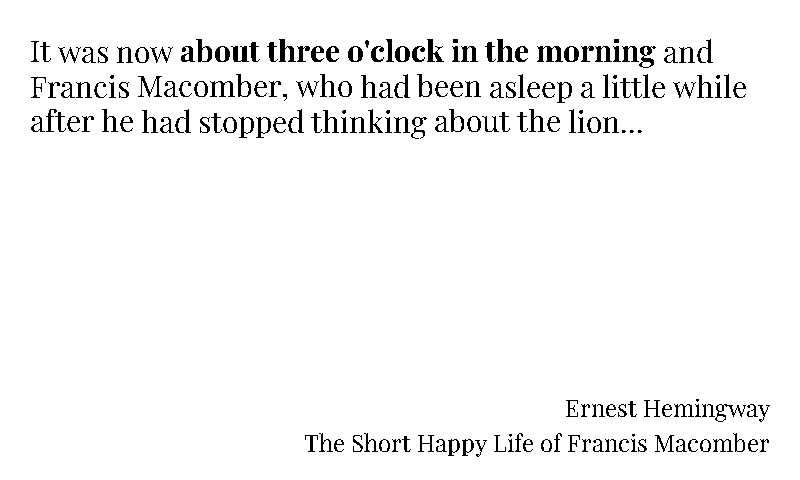 It was now about three o'clock in the morning and
Francis Macomber, who had been asleep a little while
after he had stopped thinking about the lion...
Ernest Hemingway
The Short Happy Life of Francis Macomber